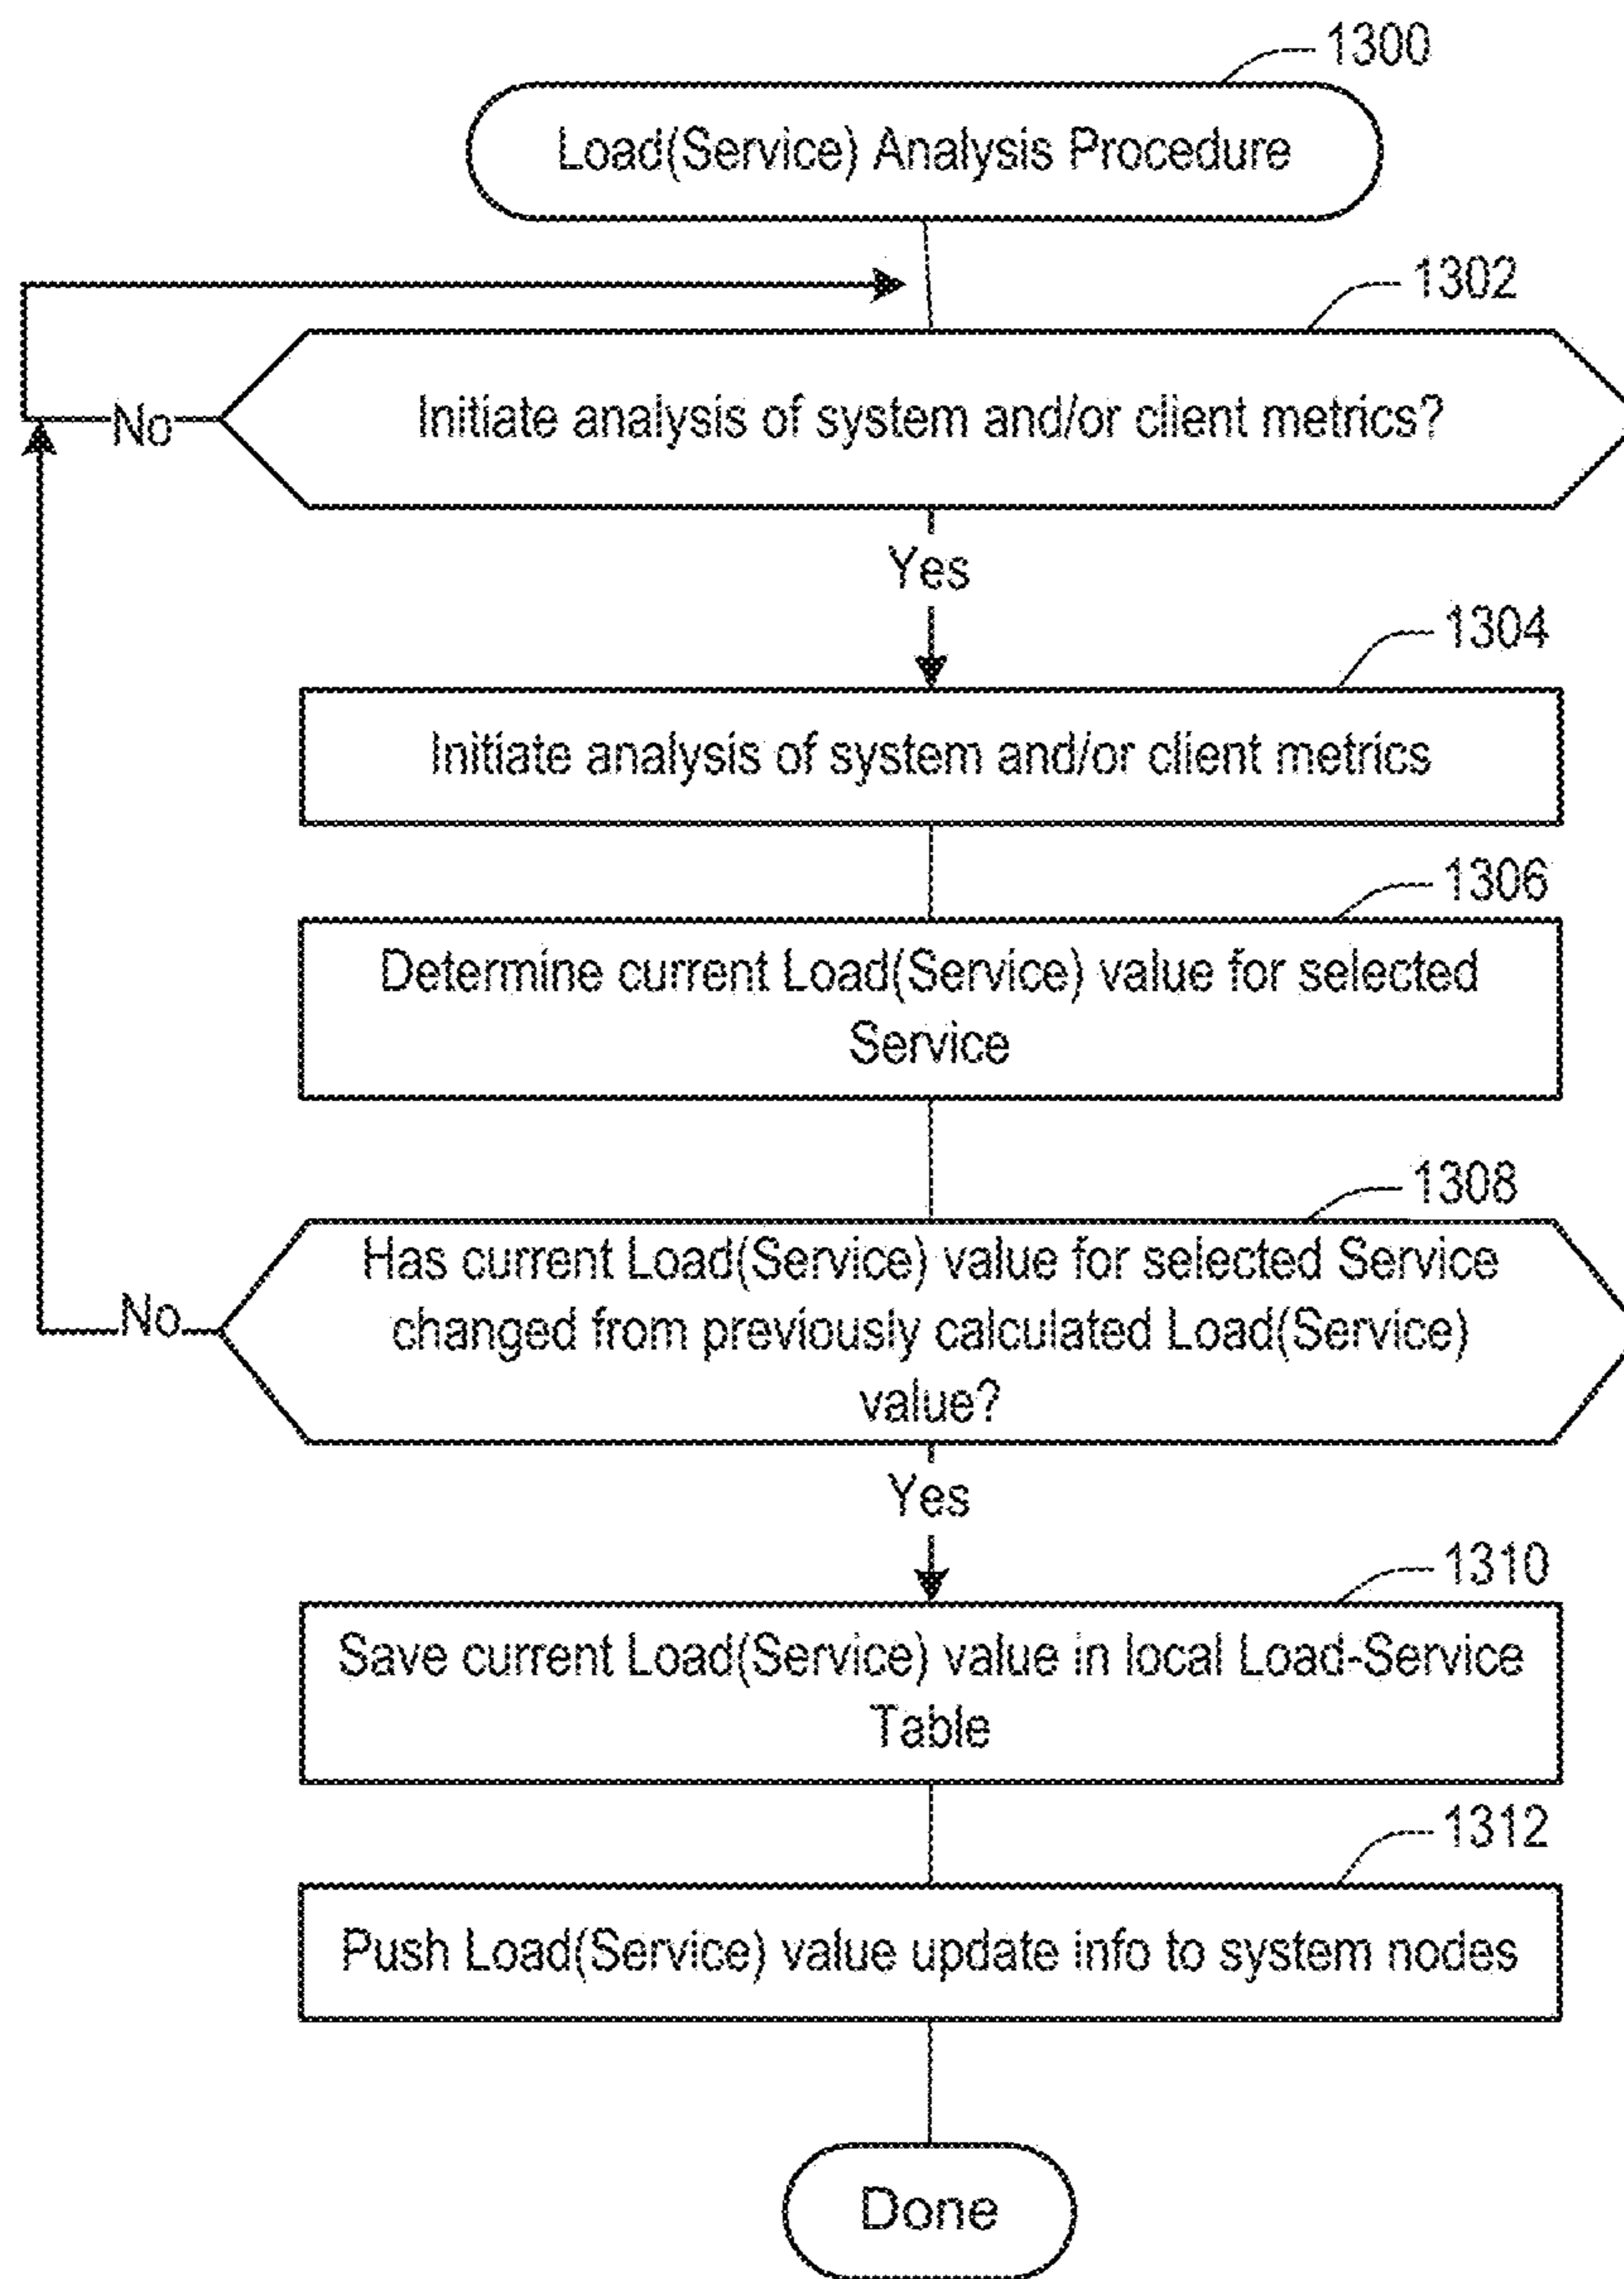 1300
Load(Service) Analysis Procedure
1302
Initiate analysis of system and/or client metrics?
No
Yes
1304
Initiate analysis of system and/or client metrics
1306
Determine current Load(Service) value for selected
Service
1308
Has current Load(Service) value for selected Service
changed from previously calculated Load(Service)
value?
No
Yes
1310
Save current Load(Service) value in local Load-Service
Table
1312
Push Load(Service) value update info to system nodes
Done